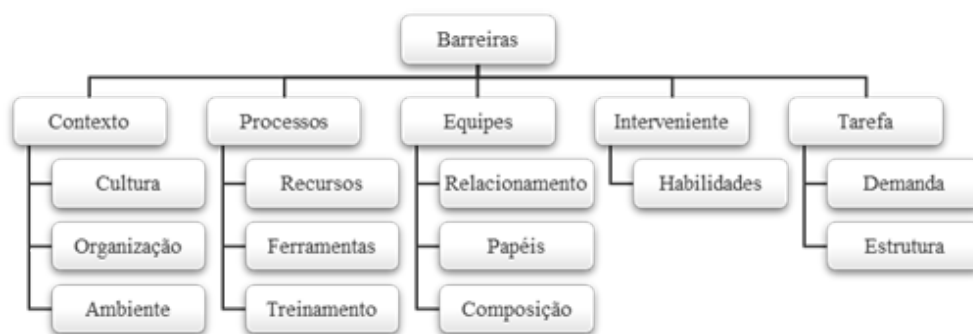 Barreiras
Contexto
Processos
Equipes
Interveniente
Tarefa
Cultura
Recursos
Relacionamento
Habilidades
Demanda
Organização
Ferramentas
Papéis
Estrutura
Ambiente
Treinamento
Composição